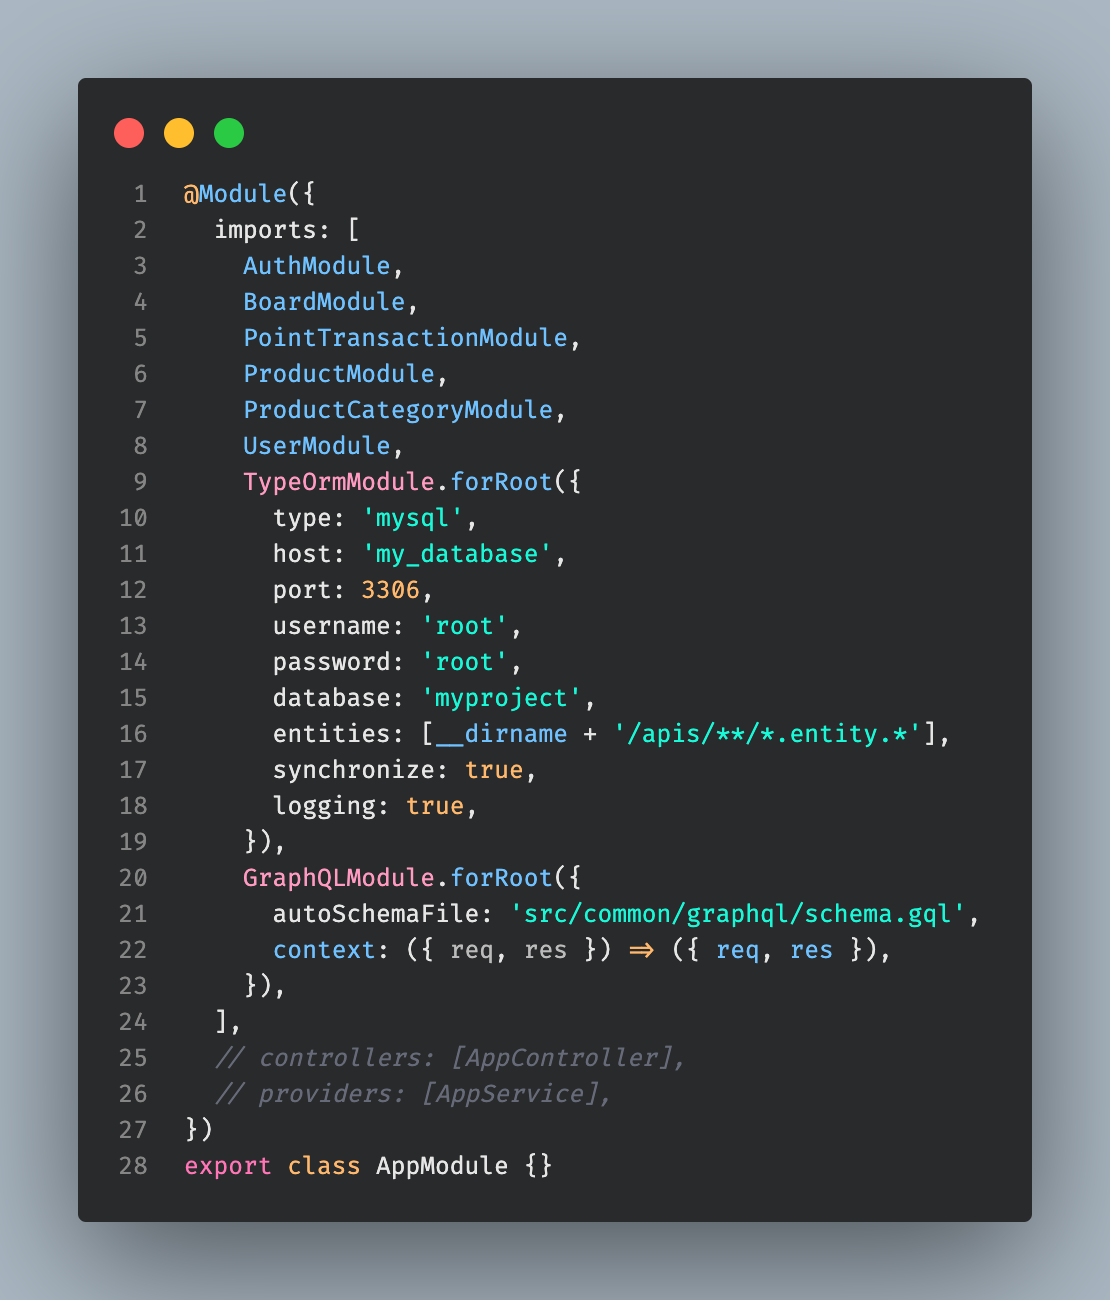 1 @Module({
2   imports: [
3     AuthModule,
4     BoardModule,
5     PointTransactionModule,
6     ProductModule,
7     ProductCategoryModule,
8     UserModule,
9     TypeOrmModule.forRoot({
10       type: 'mysql',
11       host: 'my_database',
12       port: 3306,
13       username: 'root',
14       password: 'root',
15       database: 'myproject',
16       entities: [__dirname + '/apis/**/*.entity.*'],
17       synchronize: true,
18       logging: true,
19     }),
20     GraphQLModule.forRoot({
21       autoSchemaFile: 'src/common/graphql/schema.gql',
22       context: ({ req, res }) => ({ req, res }),
23     }),
24   ],
25   // controllers: [AppController],
26   // providers: [AppService],
27 })
28 export class AppModule {}